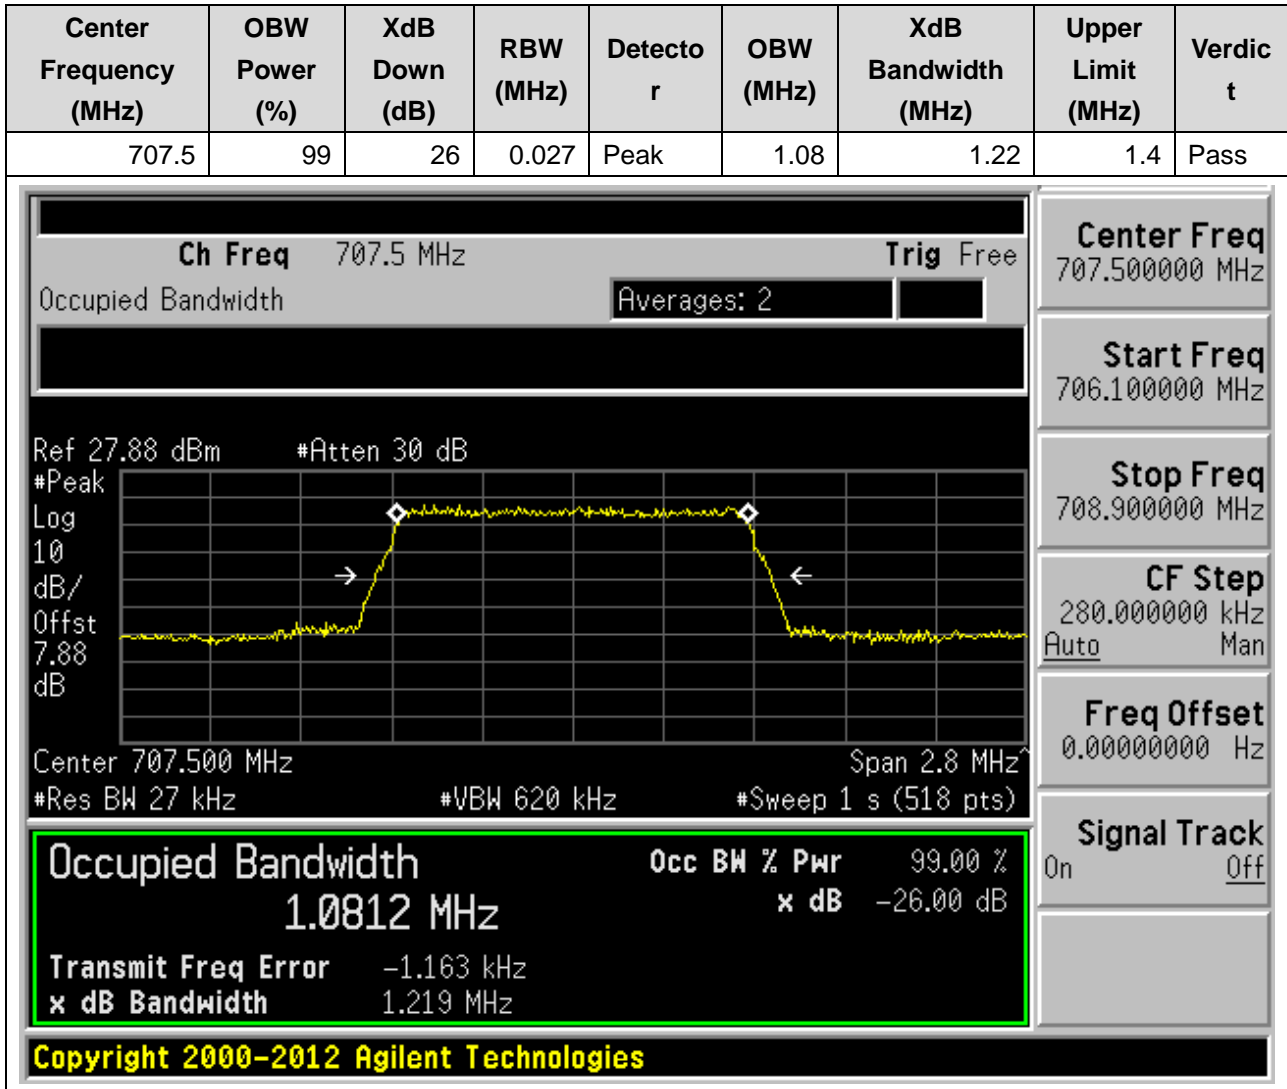 Center Frequency (MHz) OBW Power (%) XdB Down (dB) RBW (MHz) Detector OBW (MHz) XdB Bandwidth (MHz) Upper Limit (MHz) Verdict
707.5 99 26 0.027 Peak 1.08 1.22 1.4 Pass
Ch Freq 707.5 MHz Trig Free
Occupied Bandwidth Averages: 2
Ref 27.88 dBm #Atten 30 dB
#Peak
Log
10
dB/
Offst
7.88
dB
Center 707.500 MHz Span 2.8 MHz^
#Res BW 27 kHz #VBW 620 kHz #Sweep 1 s (518 pts)
Occupied Bandwidth Occ BW % Pwr 99.00 %
1.0812 MHz x dB -26.00 dB
Transmit Freq Error -1.163 kHz
x dB Bandwidth 1.219 MHz
Copyright 2000-2012 Agilent Technologies
Center Freq
707.500000 MHz
Start Freq
706.100000 MHz
Stop Freq
708.900000 MHz
CF Step
280.000000 kHz
Auto Man
Freq Offset
0.00000000 Hz
Signal Track
On Off